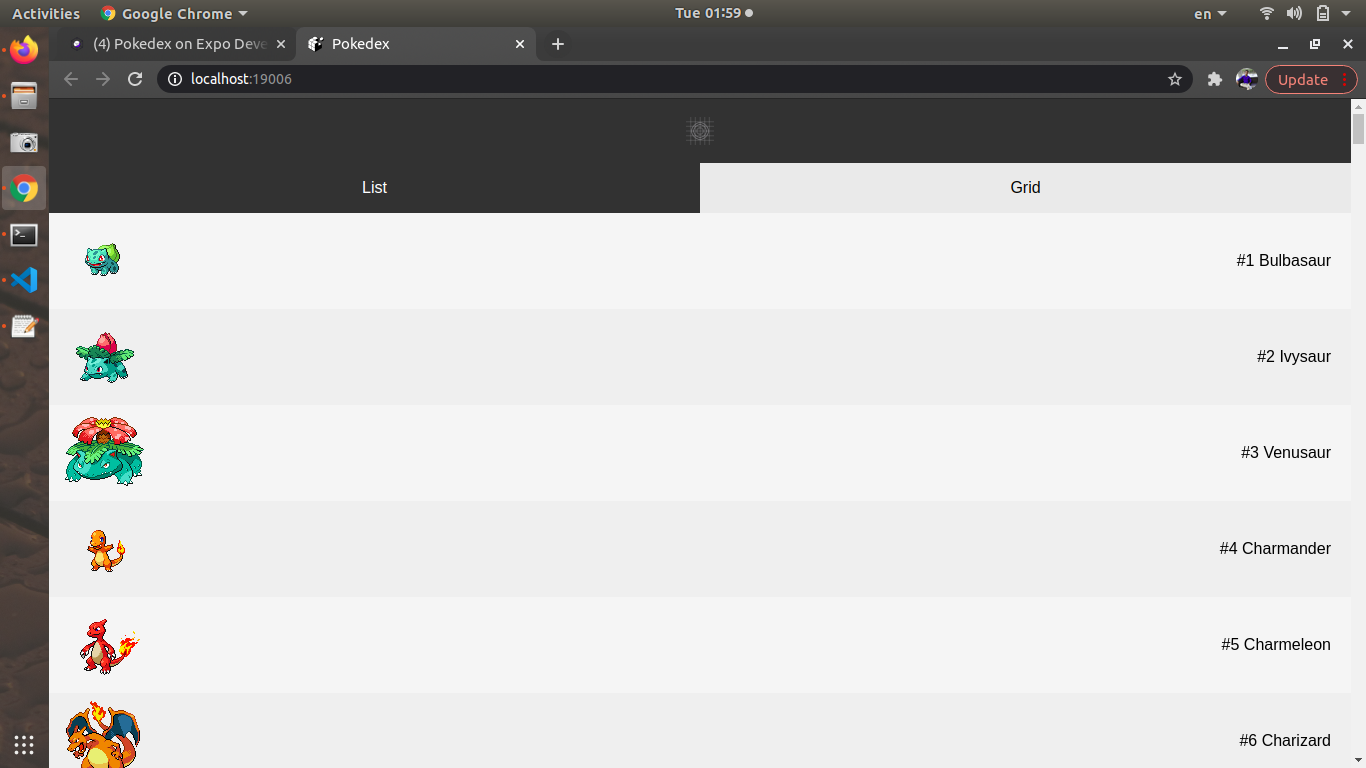 Activities Google Chrome Tue 01:59 en
(4) Pokedex on Expo Deve Pokedex
localhost:19006 Update
List Grid
#1 Bulbasaur
#2 Ivysaur
#3 Venusaur
#4 Charmander
#5 Charmeleon
#6 Charizard